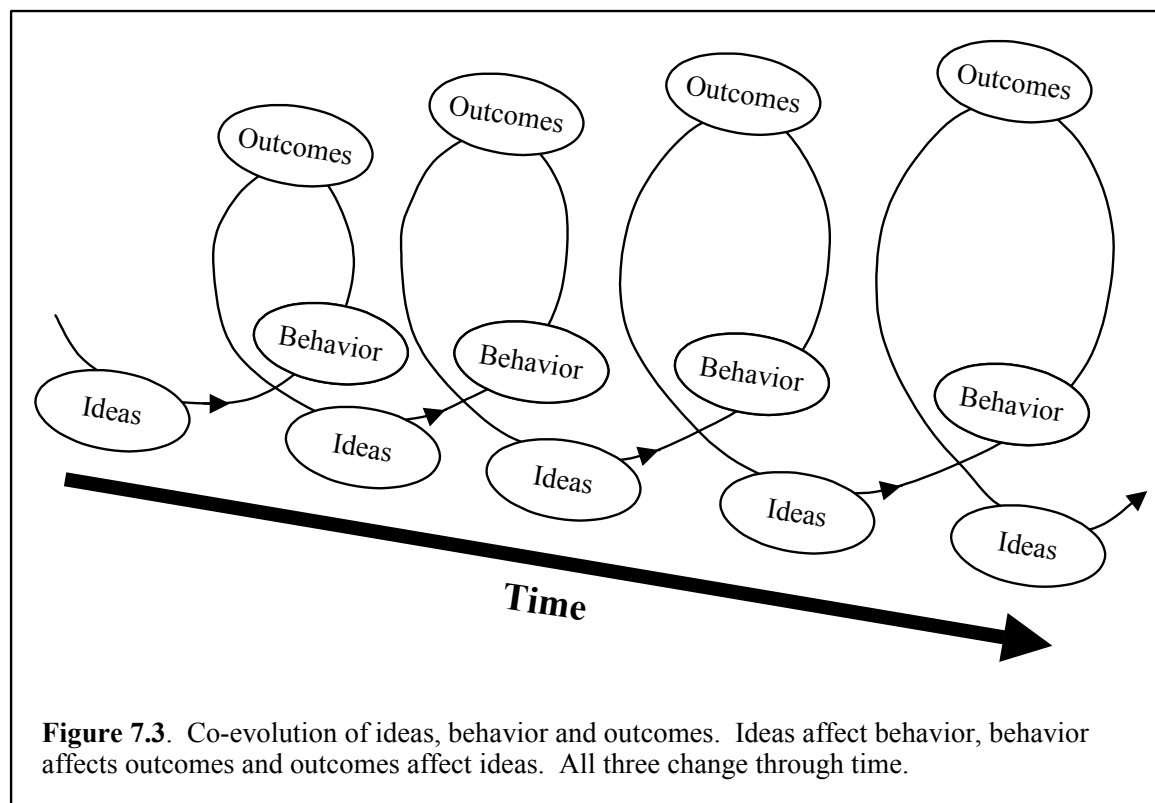 Outcomes
Outcomes
Outcomes
Outcomes
Behavior
Behavior
Behavior
Behavior
Ideas
Ideas
Ideas
Ideas
Ideas
Time
Figure 7.3.  Co-evolution of ideas, behavior and outcomes.  Ideas affect behavior, behavior
affects outcomes and outcomes affect ideas.  All three change through time.